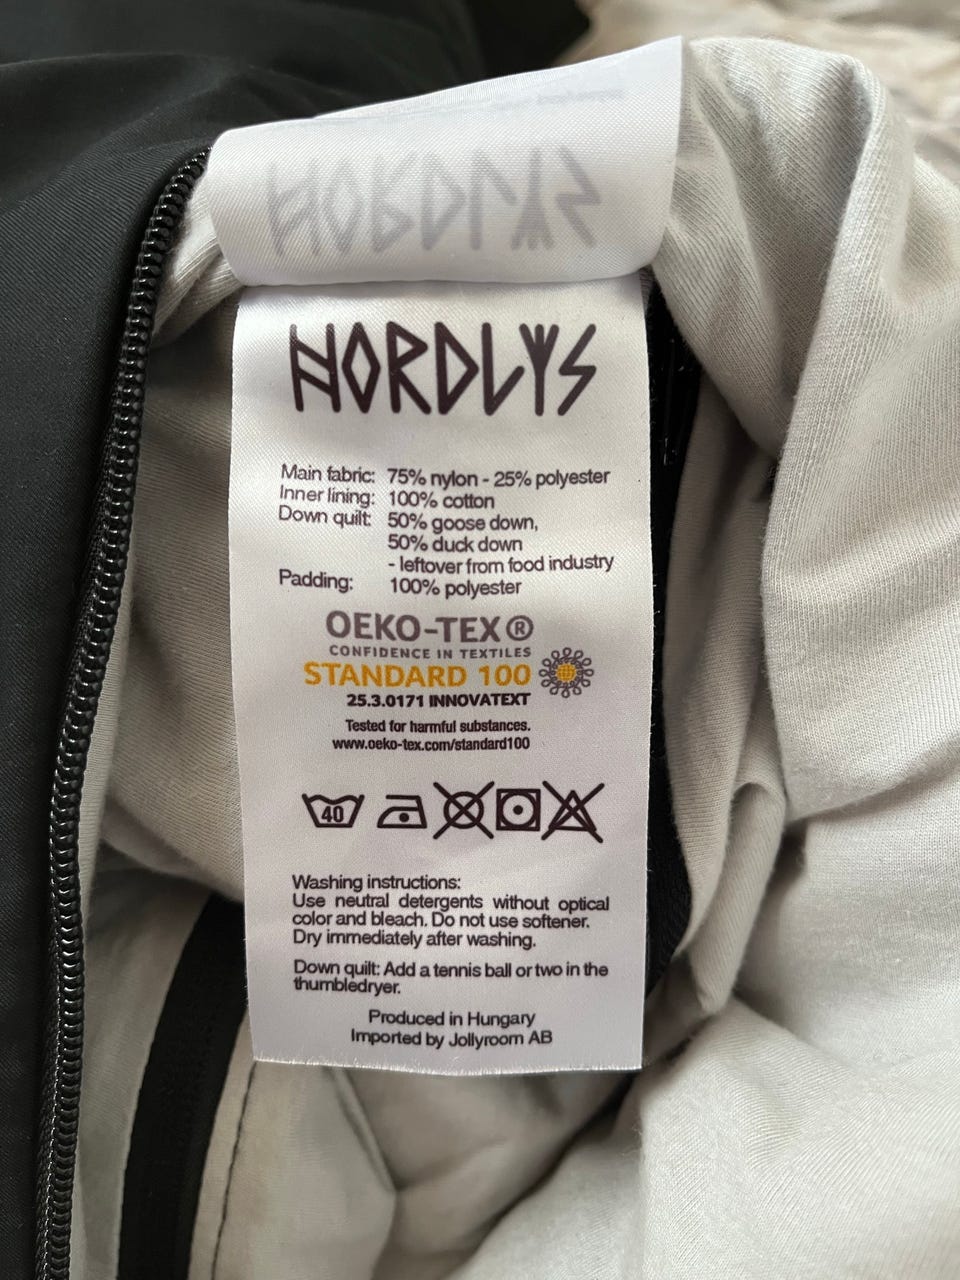 NORDLYS
NORDLYS
Main fabric: 75% nylon - 25% polyester
Inner lining: 100% cotton
Down quilt: 50% goose down,
50% duck down
- leftover from food industry
Padding: 100% polyester
OEKO-TEX®
CONFIDENCE IN TEXTILES
STANDARD 100
25.3.0171 INNOVATEXT
Tested for harmful substances.
www.oeko-tex.com/standard100
40
Washing instructions:
Use neutral detergents without optical
color and bleach. Do not use softener.
Dry immediately after washing.
Down quilt: Add a tennis ball or two in the
thumbledryer.
Produced in Hungary
Imported by Jollyroom AB